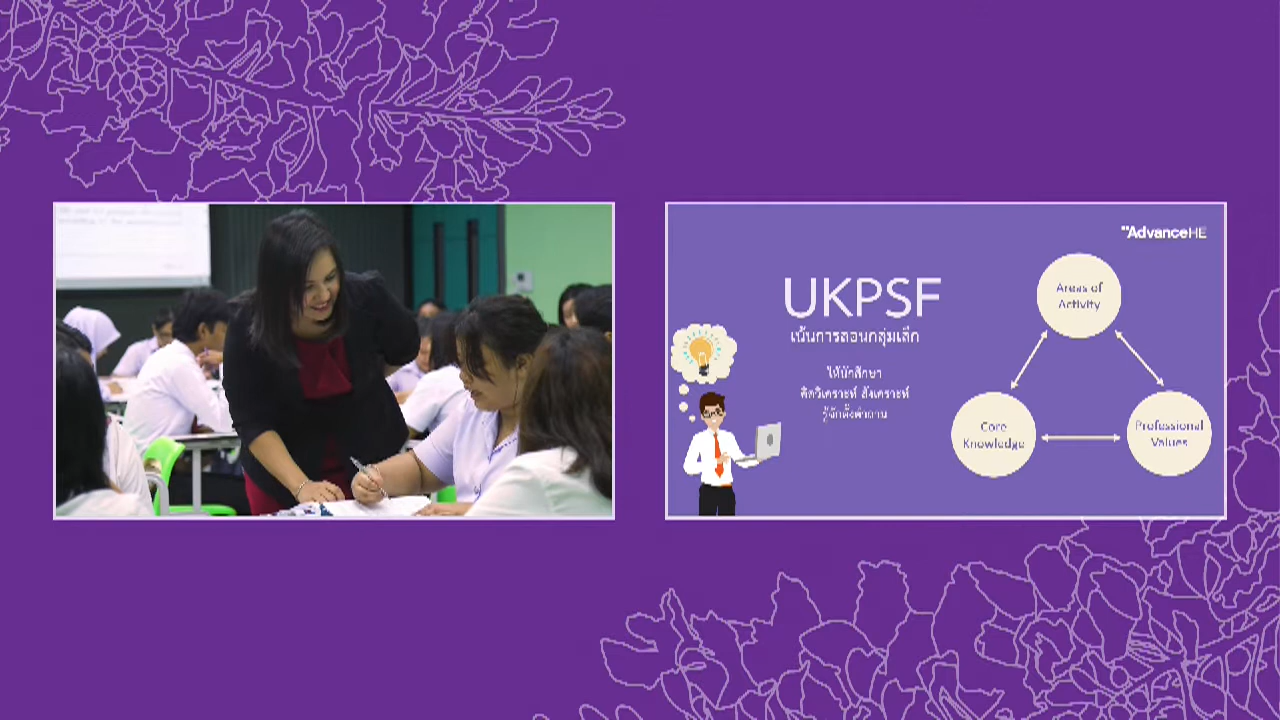 AdvanceHE
UKPSF
เน้นการสอนกลุ่มเล็ก
ให้นักศึกษา
คิดวิเคราะห์ สังเคราะห์
รู้จักตั้งคำถาม
Areas of
Activity
Core
Knowledge
Professional
Values